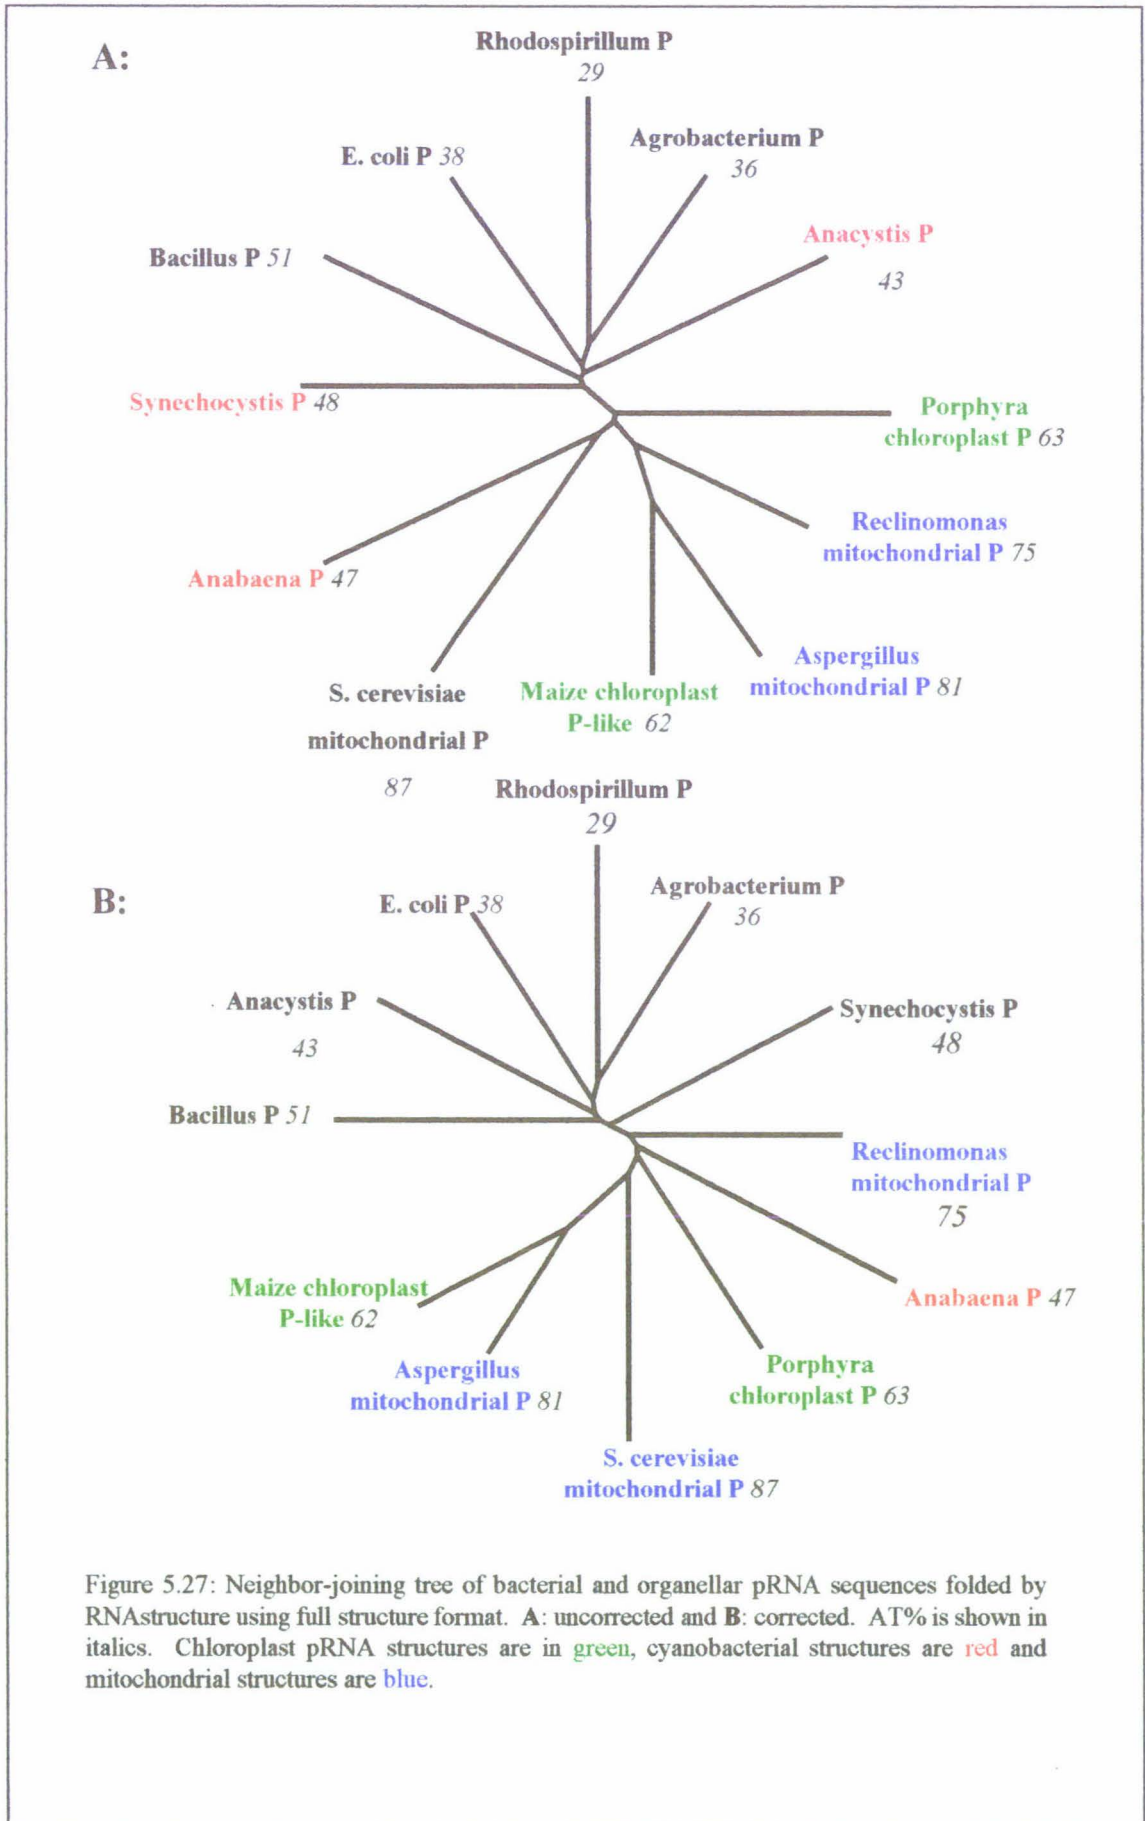 A:
Rhodospirillum P
29
Agrobacterium P
36
E. coli P 38
Anacystis P
43
Bacillus P 51
Synechocystis P 48
Porphyra
chloroplast P 63
Reclinomonas
mitochondrial P 75
Anabaena P 47
Aspergillus
mitochondrial P 81
Maize chloroplast
P-like 62
S. cerevisiae
mitochondrial P
87
B:
Rhodospirillum P
29
Agrobacterium P
36
E. coli P 38
Anacystis P
43
Synechocystis P
48
Bacillus P 51
Reclinomonas
mitochondrial P
75
Anabaena P 47
Maize chloroplast
P-like 62
Porphyra
chloroplast P 63
Aspergillus
mitochondrial P 81
S. cerevisiae
mitochondrial P 87
Figure 5.27: Neighbor-joining tree of bacterial and organellar pRNA sequences folded by
RNAstructure using full structure format. A: uncorrected and B: corrected. AT% is shown in
italics. Chloroplast pRNA structures are in green, cyanobacterial structures are red and
mitochondrial structures are blue.